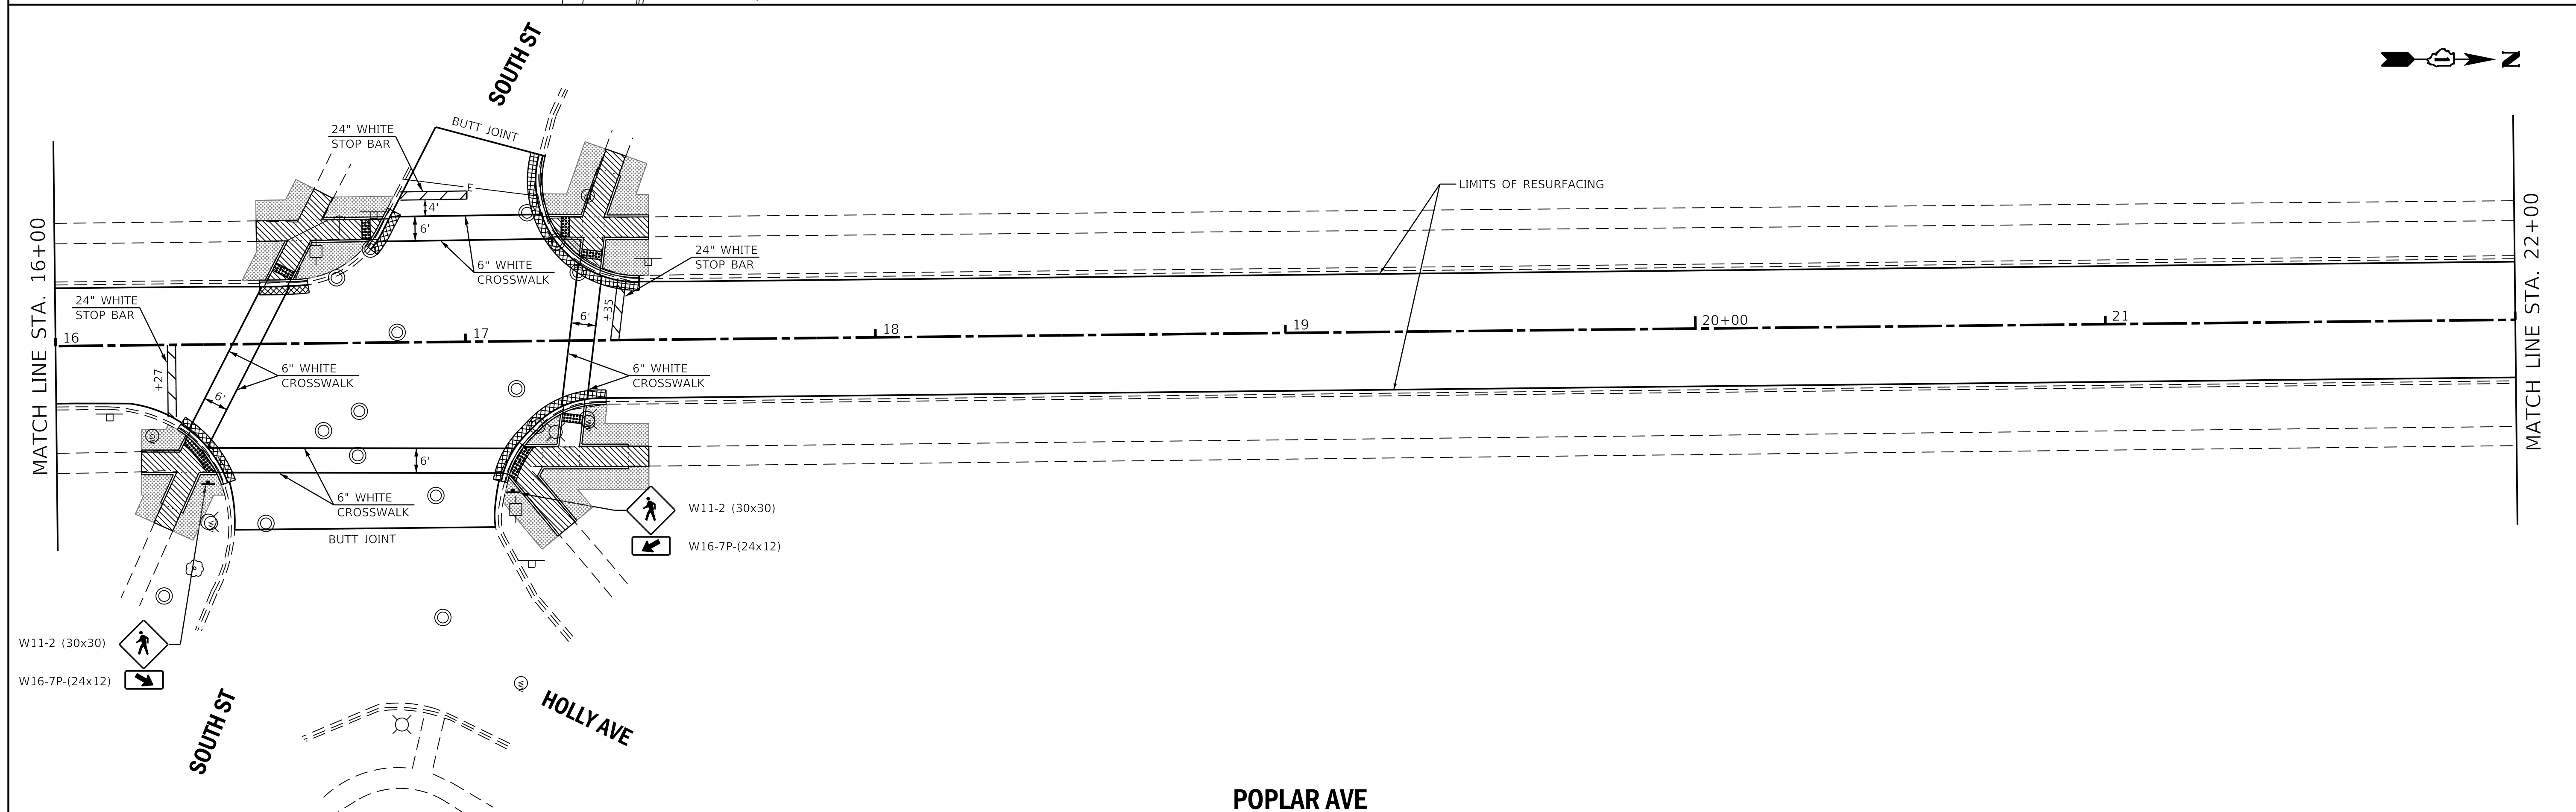 SOUTH ST
N
BUTT JOINT
24" WHITE
STOP BAR
E
4'
6'
LIMITS OF RESURFACING
24" WHITE
STOP BAR
6" WHITE
CROSSWALK
MATCH LINE STA. 16+00
MATCH LINE STA. 22+00
24" WHITE
STOP BAR
+35
6'
16
17
18
19
20+00
21
+27
6" WHITE
CROSSWALK
6" WHITE
CROSSWALK
6'
6'
6" WHITE
CROSSWALK
W11-2 (30x30)
BUTT JOINT
W16-7P-(24x12)
W11-2 (30x30)
W16-7P-(24x12)
SOUTH ST
HOLLY AVE
POPLAR AVE